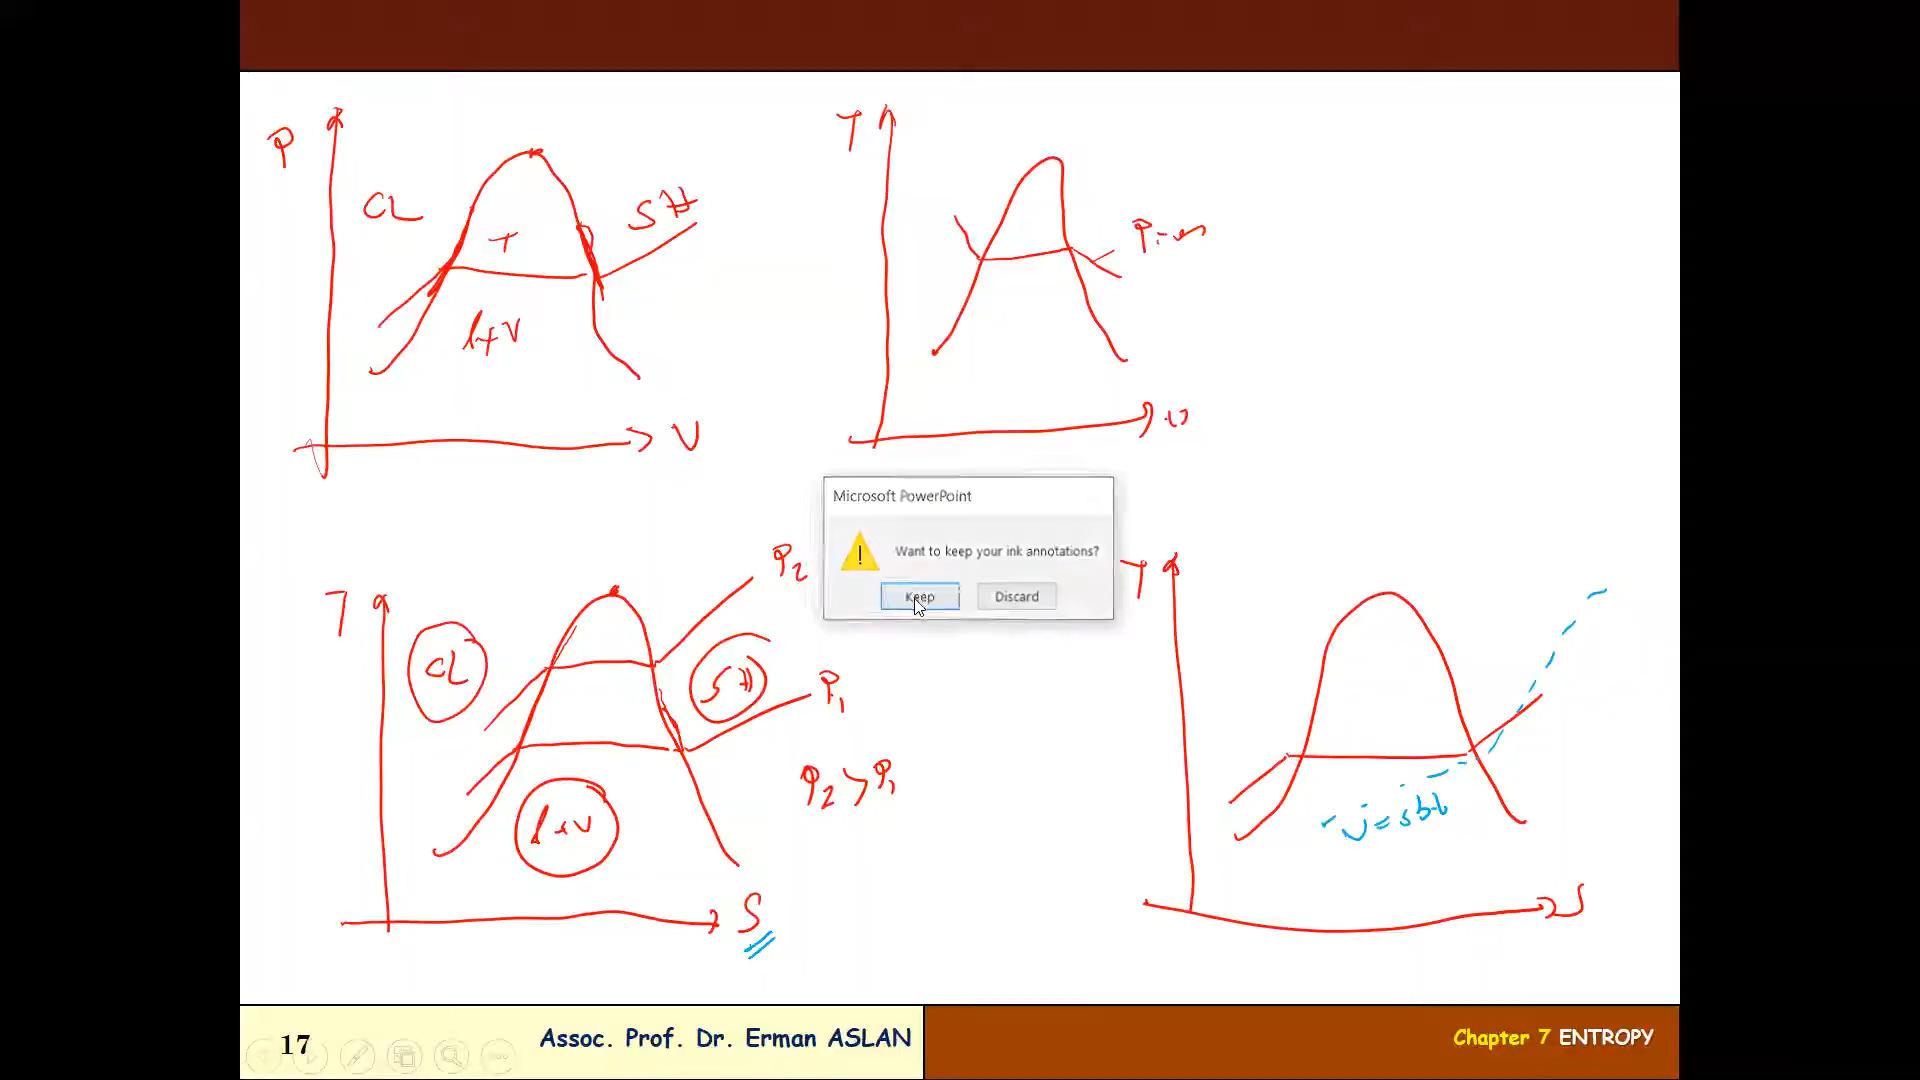 P
CL
T
SH
l+V
V
T
v
Microsoft PowerPoint
Want to keep your ink annotations?
Keep
Discard
T
CL
P2
SH
P1
P2 > P1
l+v
S
T
v = sbt
S
17
Assoc. Prof. Dr. Erman ASLAN
Chapter 7 ENTROPY